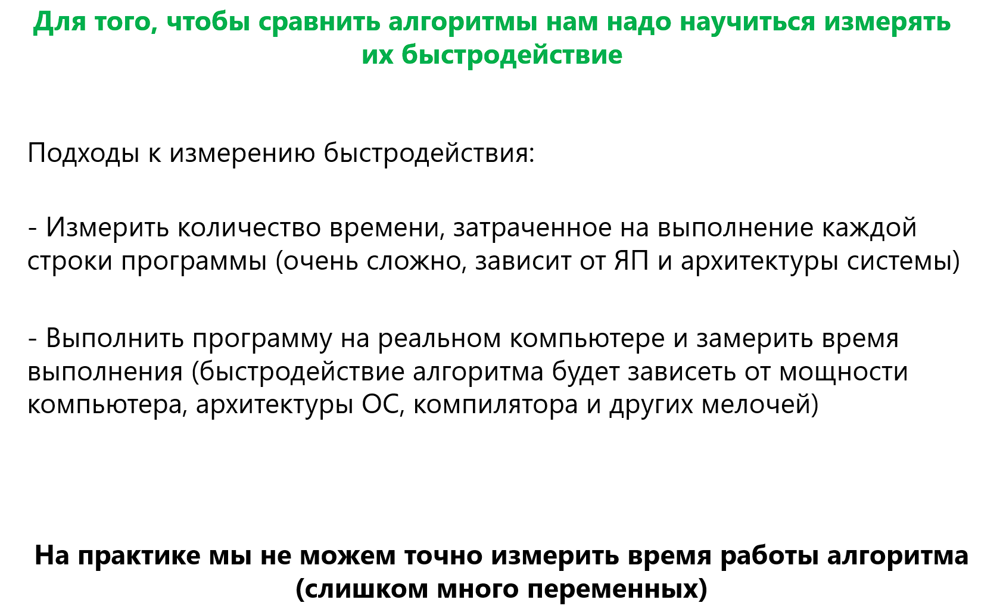 Для того, чтобы сравнить алгоритмы нам надо научиться измерять
их быстродействие
Подходы к измерению быстродействия:
- Измерить количество времени, затраченное на выполнение каждой
строки программы (очень сложно, зависит от ЯП и архитектуры системы)
- Выполнить программу на реальном компьютере и замерить время
выполнения (быстродействие алгоритма будет зависеть от мощности
компьютера, архитектуры ОС, компилятора и других мелочей)
На практике мы не можем точно измерить время работы алгоритма
(слишком много переменных)